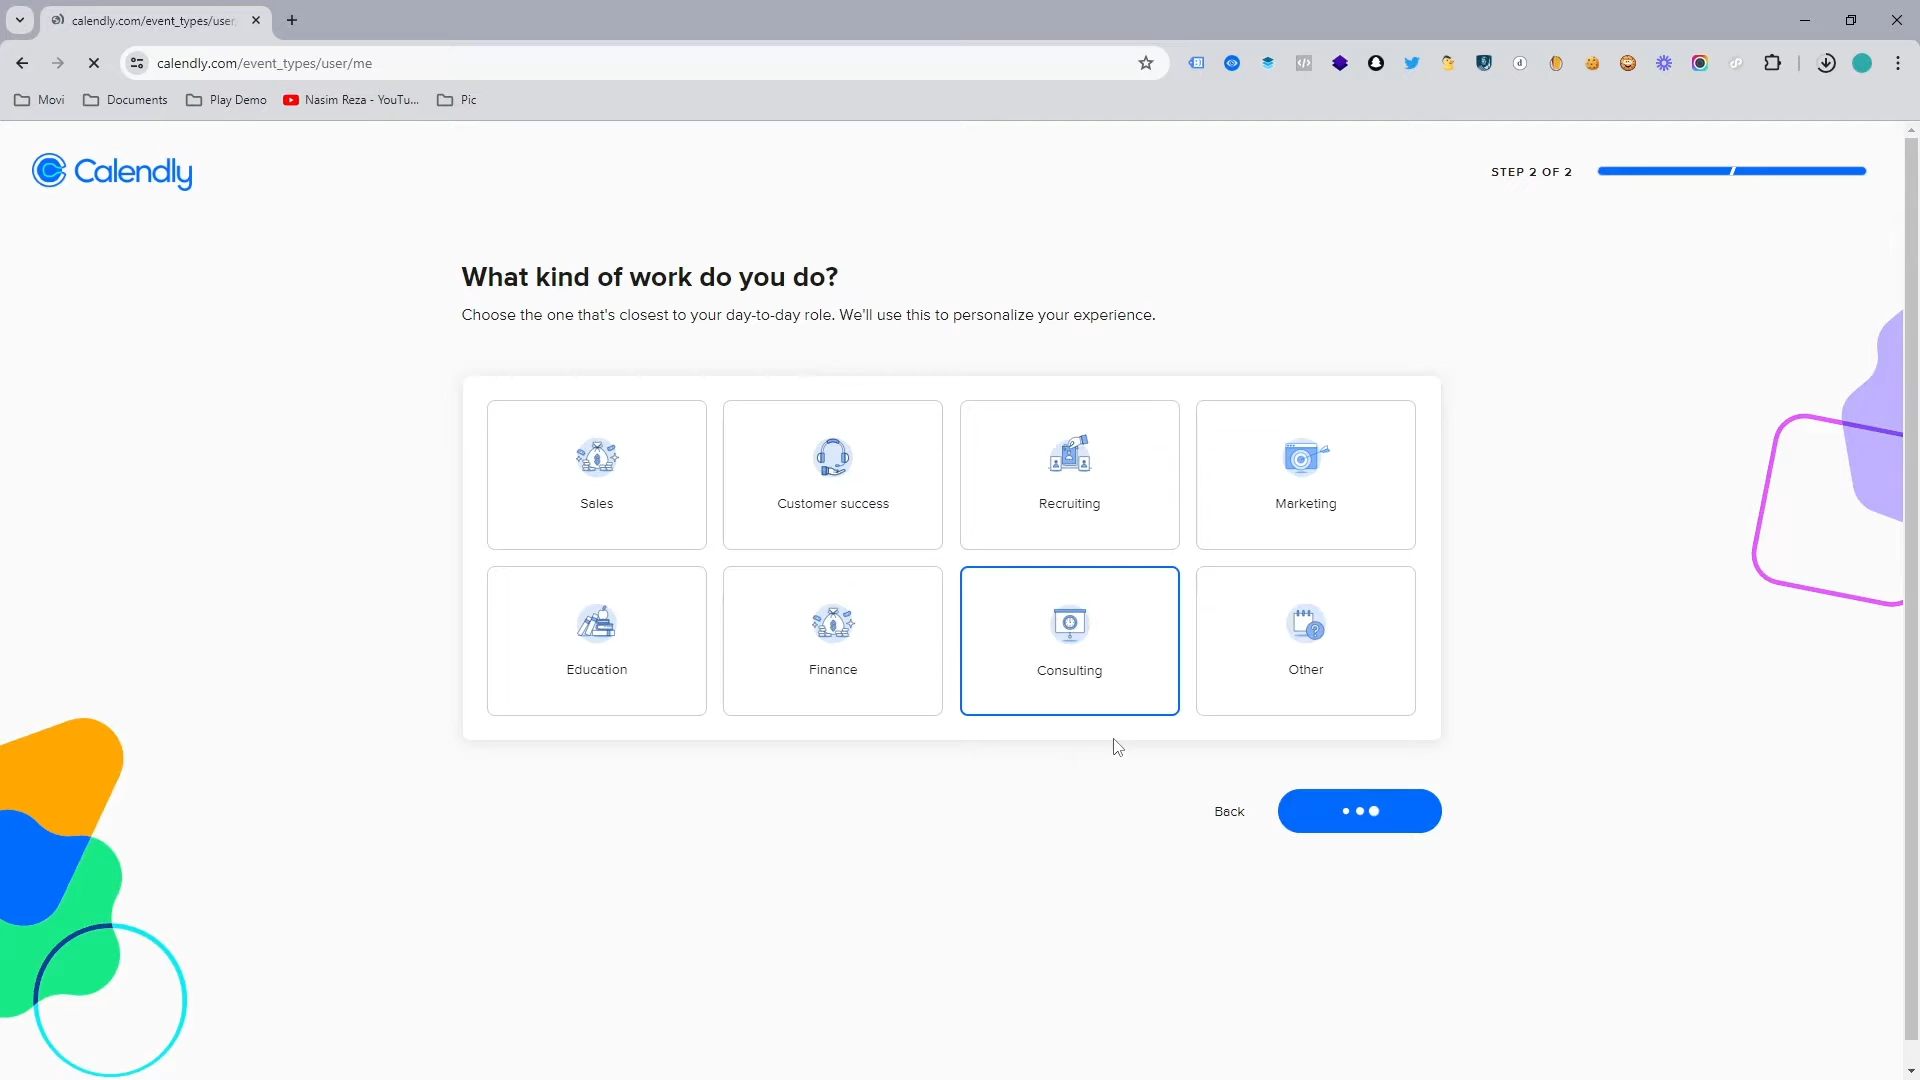 calendly.com/event_types/user
calendly.com/event_types/user/me
Movi
Documents
Play Demo
Nasim Reza - YouTu...
Pic
Calendly
STEP 2 OF 2
What kind of work do you do?
Choose the one that's closest to your day-to-day role. We'll use this to personalize your experience.
Sales
Customer success
Recruiting
Marketing
Education
Finance
Consulting
Other
Back